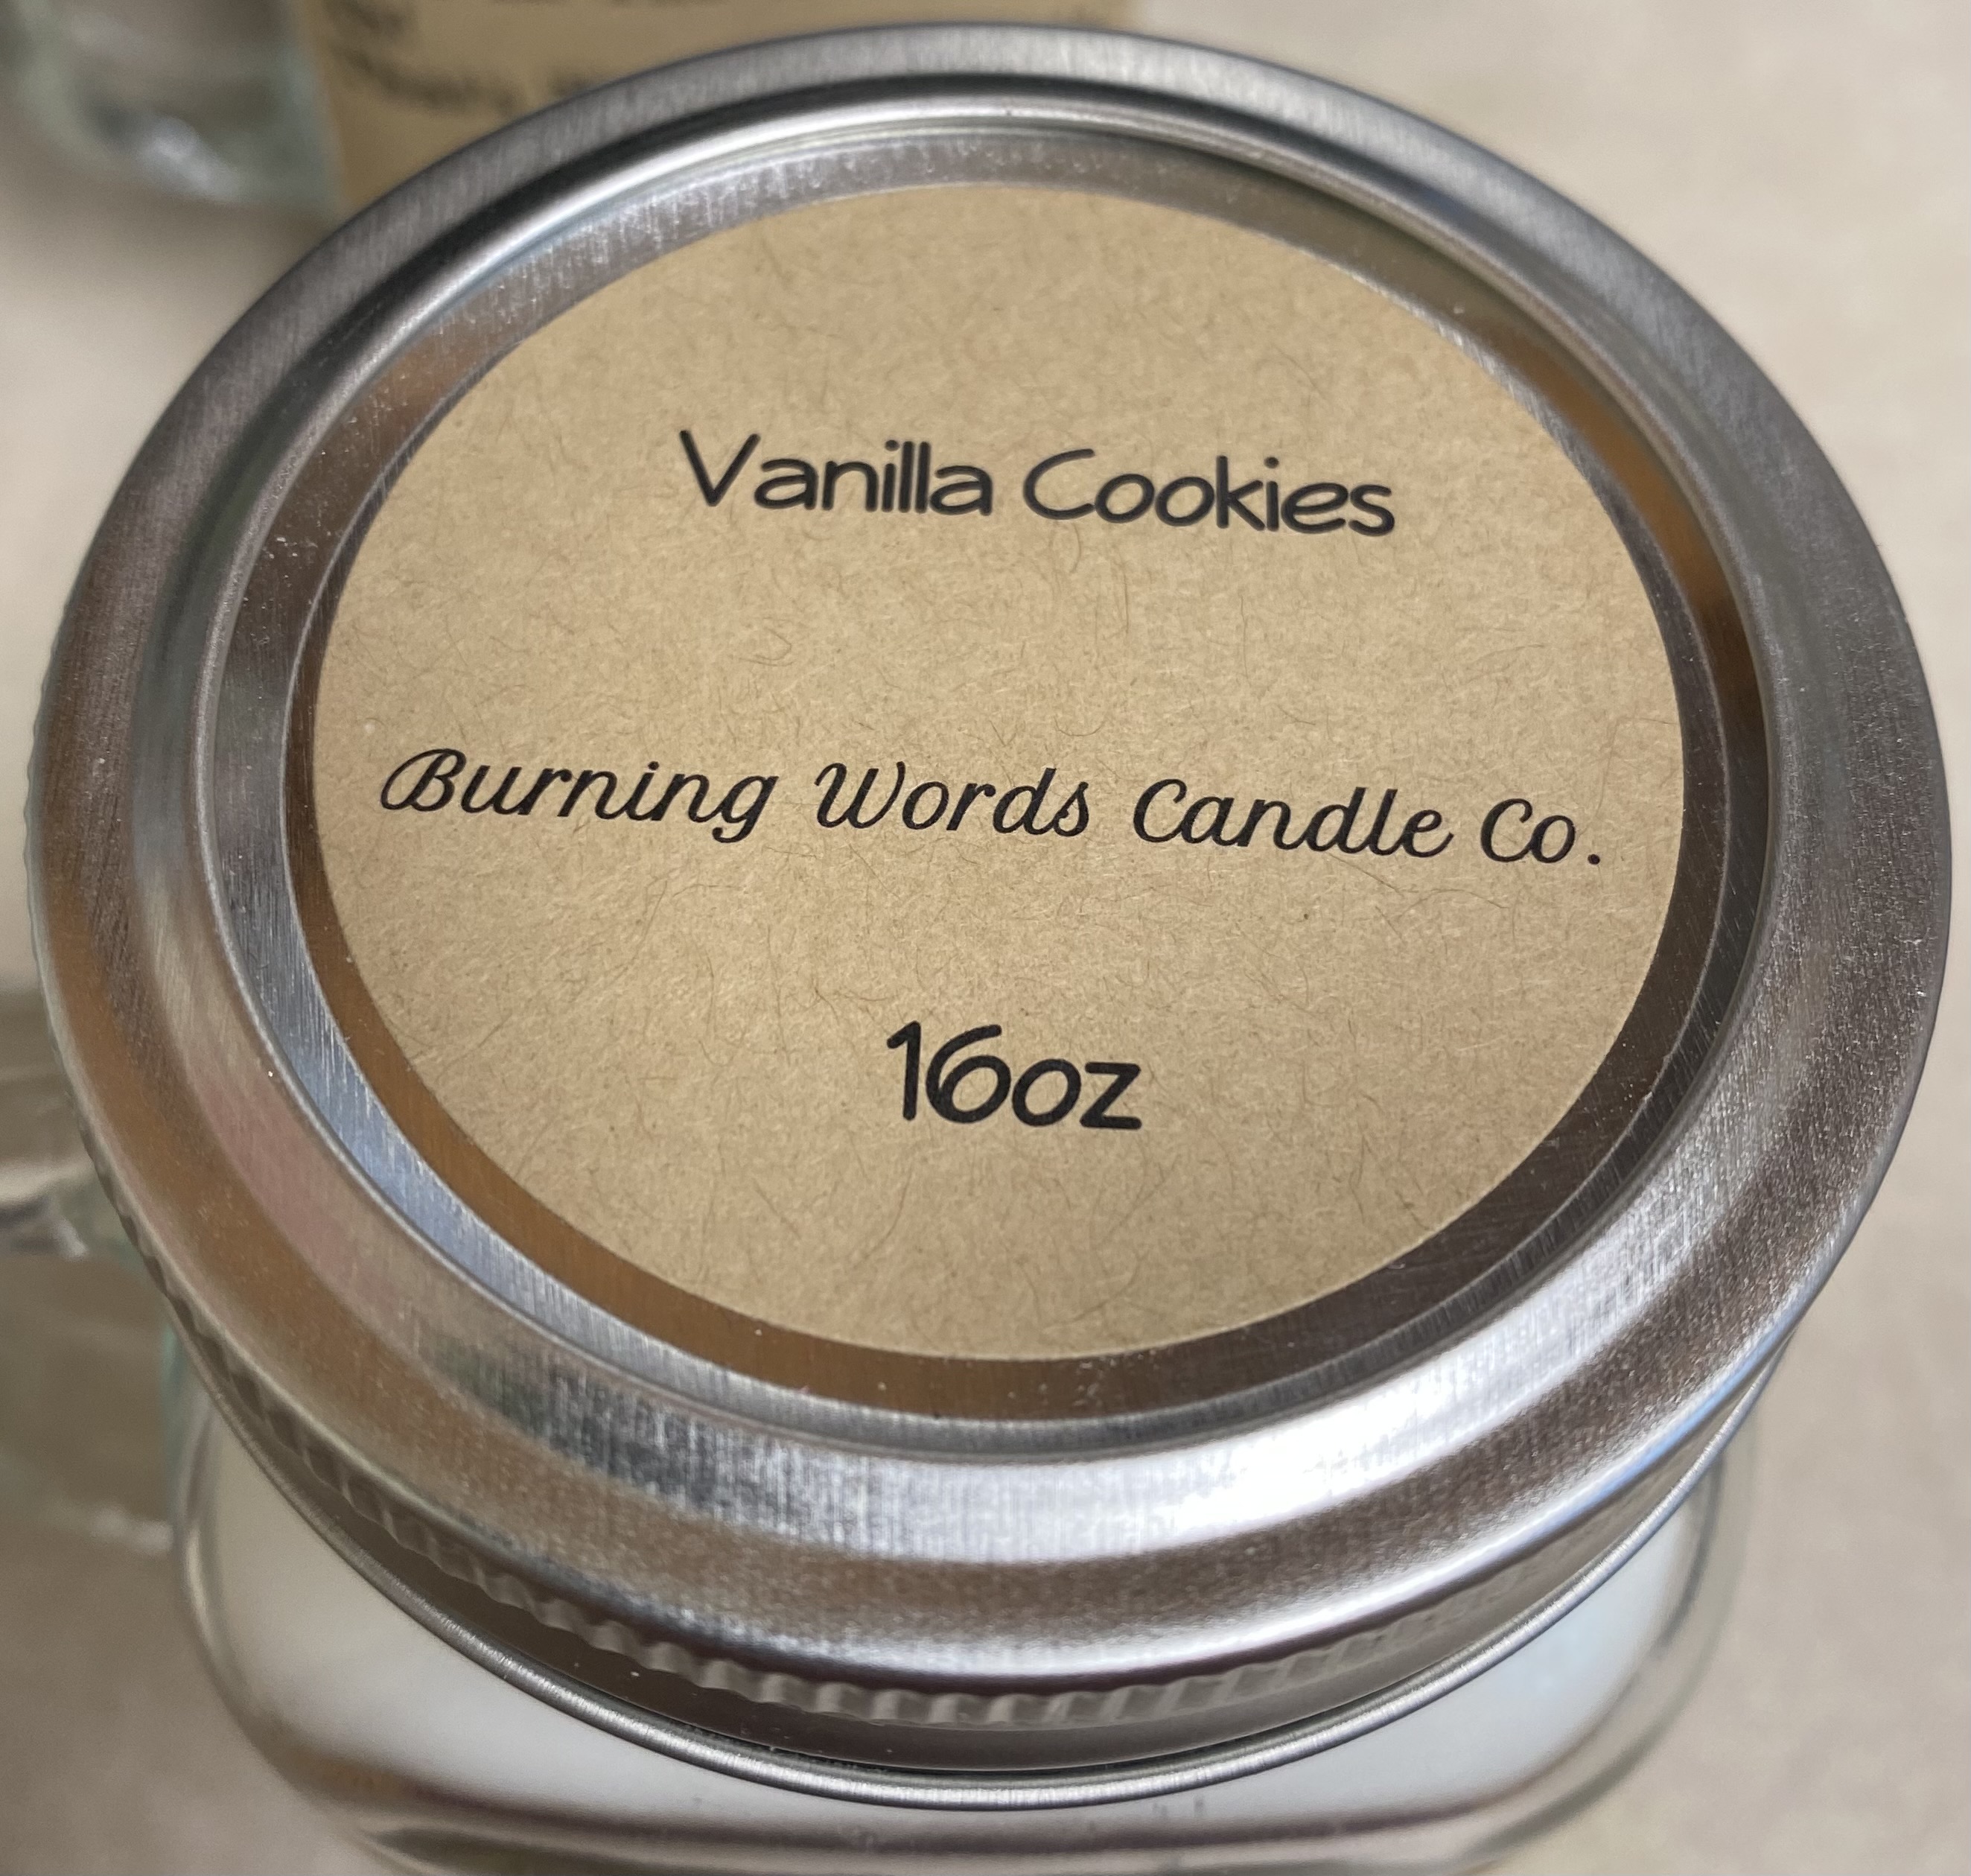 Vanilla Cookies
Burning Words Candle Co.
16oz